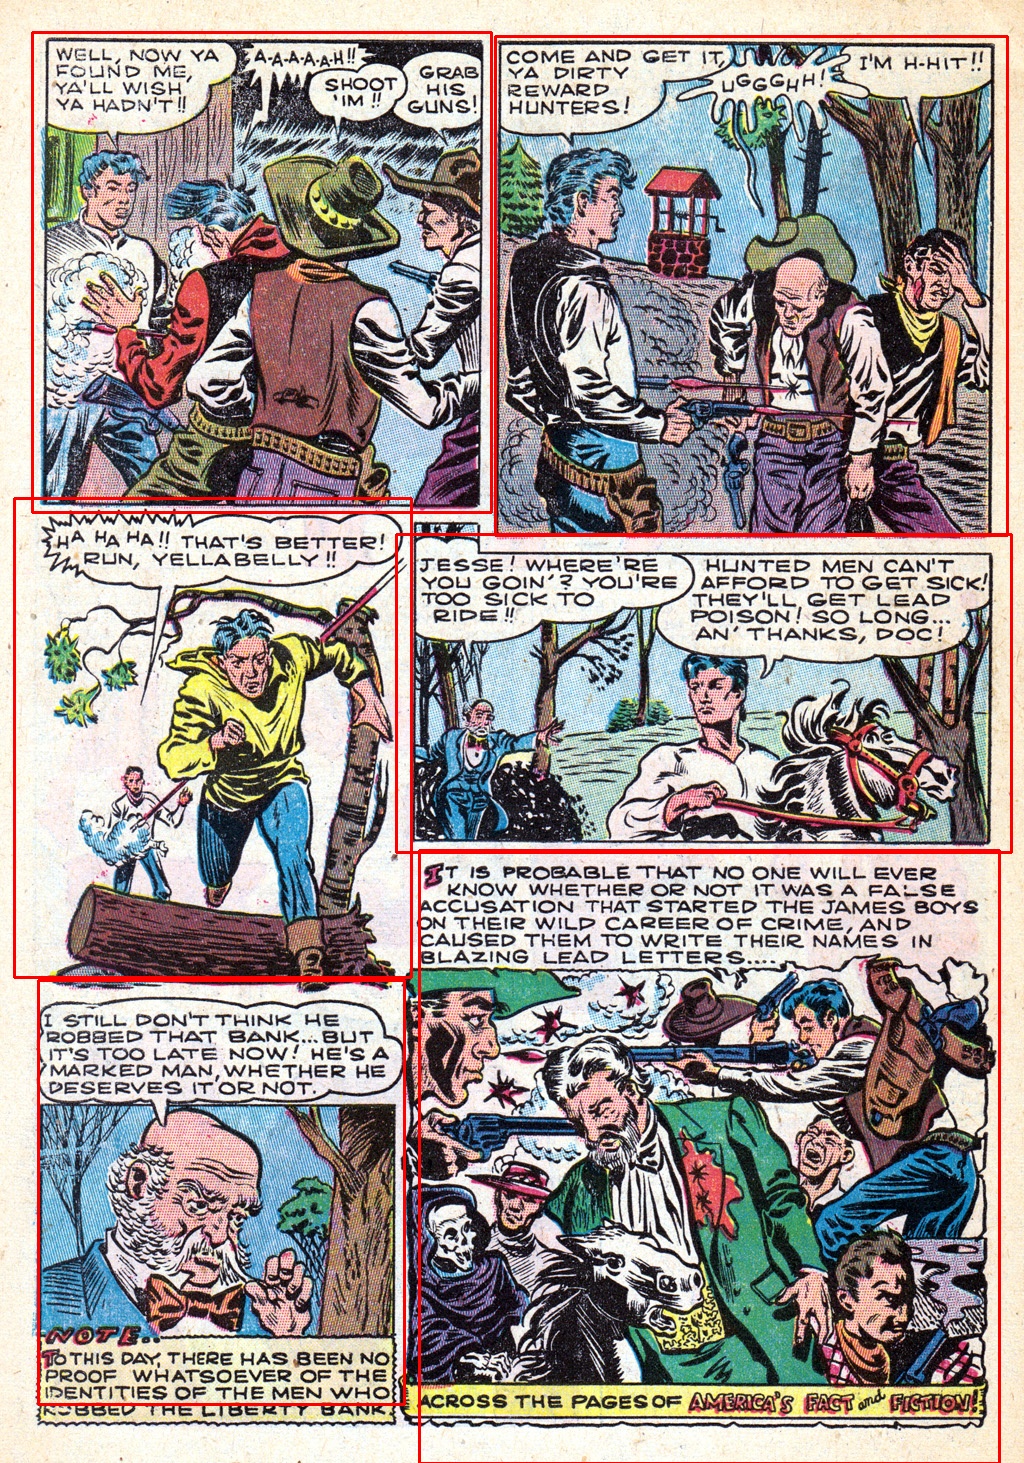 WELL, NOW YA
FOUND ME,
YA'LL WISH
YA HADN'T!!
A-A-A-A-A-H!!
SHOOT
'IM!!
GRAB
HIS
GUNS!
COME AND GET IT,
YA DIRTY
REWARD
HUNTERS!
UGGGHH!
I'M H-HIT!!
HA HA HA!! THAT'S BETTER!
RUN, YELLABELLY!!
JESSE! WHERE'RE
YOU GOIN'? YOU'RE
TOO SICK TO
RIDE!!
HUNTED MEN CAN'T
AFFORD TO GET SICK!
THEY'LL GET LEAD
POISON! SO LONG...
AN' THANKS, DOC!
I STILL DON'T THINK HE
ROBBED THAT BANK...BUT
IT'S TOO LATE NOW! HE'S A
MARKED MAN, WHETHER HE
DESERVES IT OR NOT.
NOTE..
TO THIS DAY, THERE HAS BEEN NO
PROOF WHATSOEVER OF THE
IDENTITIES OF THE MEN WHO
ROBBED THE LIBERTY BANK.
IT IS PROBABLE THAT NO ONE WILL EVER
KNOW WHETHER OR NOT IT WAS A FALSE
ACCUSATION THAT STARTED THE JAMES BOYS
ON THEIR WILD CAREER OF CRIME, AND
CAUSED THEM TO WRITE THEIR NAMES IN
BLAZING LEAD LETTERS....
ACROSS THE PAGES OF AMERICA'S FACT and FICTION!